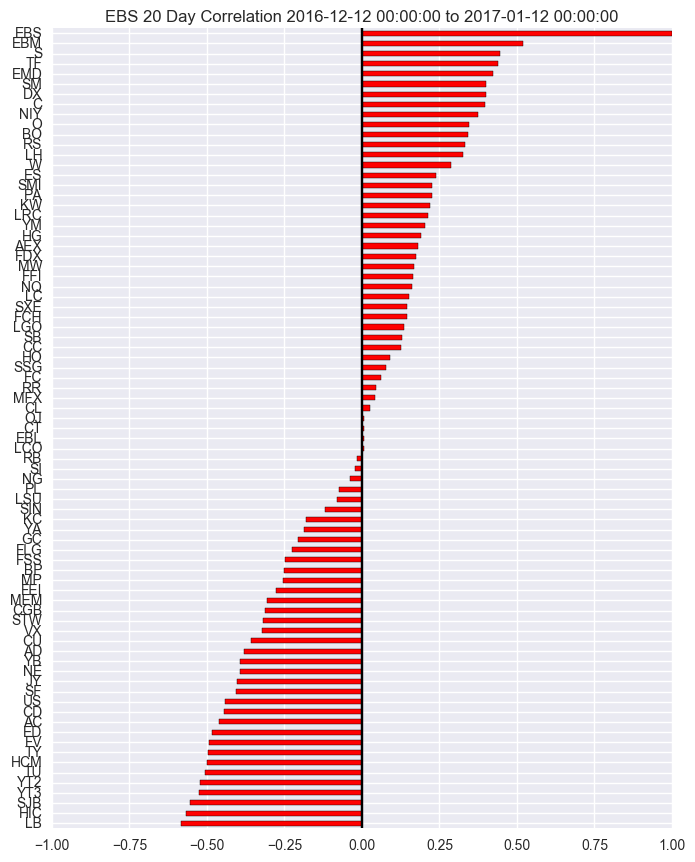 EBS 20 Day Correlation 2016-12-12 00:00:00 to 2017-01-12 00:00:00
EBS
EBM
S
TF
EMD
SM
DX
C
NIY
O
BO
RS
LH
W
ES
SMI
PA
KW
LRC
YM
HG
AEX
FDX
MW
FFI
NQ
LC
SXE
FCH
LGO
SB
CC
HO
SSG
FC
RR
MFX
CL
OJ
CT
EBL
LCO
RB
SI
NG
PL
LSU
SIN
KC
YA
GC
FLG
FSS
BP
MP
FEI
MEM
CGB
STW
VX
CU
AD
YB
NE
JY
SF
US
CD
AC
ED
FV
TY
HCM
TU
YT2
YT3
SJB
HIC
LB
−1.00 −0.75 −0.50 −0.25 0.00 0.25 0.50 0.75 1.00